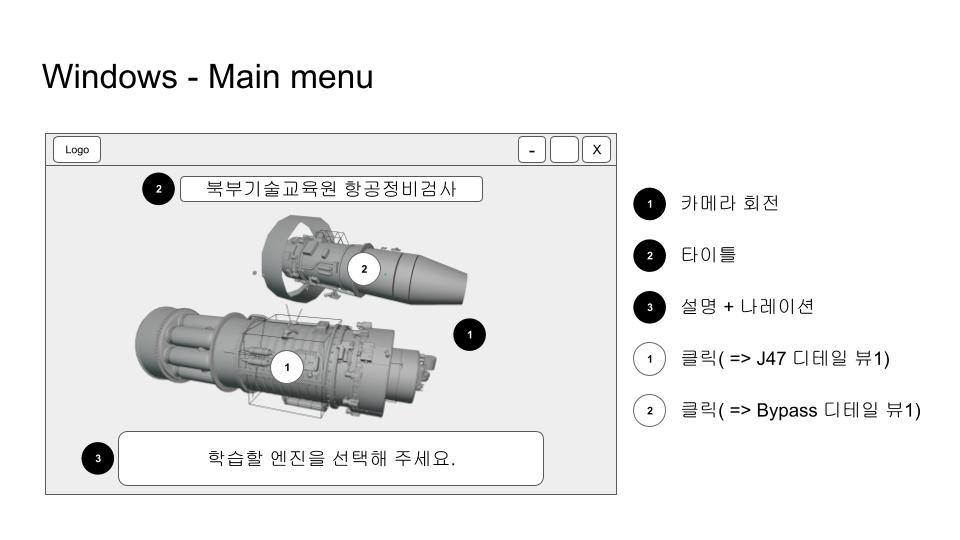 Windows - Main menu
Logo
-
X
2
북부기술교육원 항공정비검사
2
1
1
3
학습할 엔진을 선택해 주세요.
1 카메라 회전
2 타이틀
3 설명 + 나레이션
1 클릭( => J47 디테일 뷰1)
2 클릭( => Bypass 디테일 뷰1)